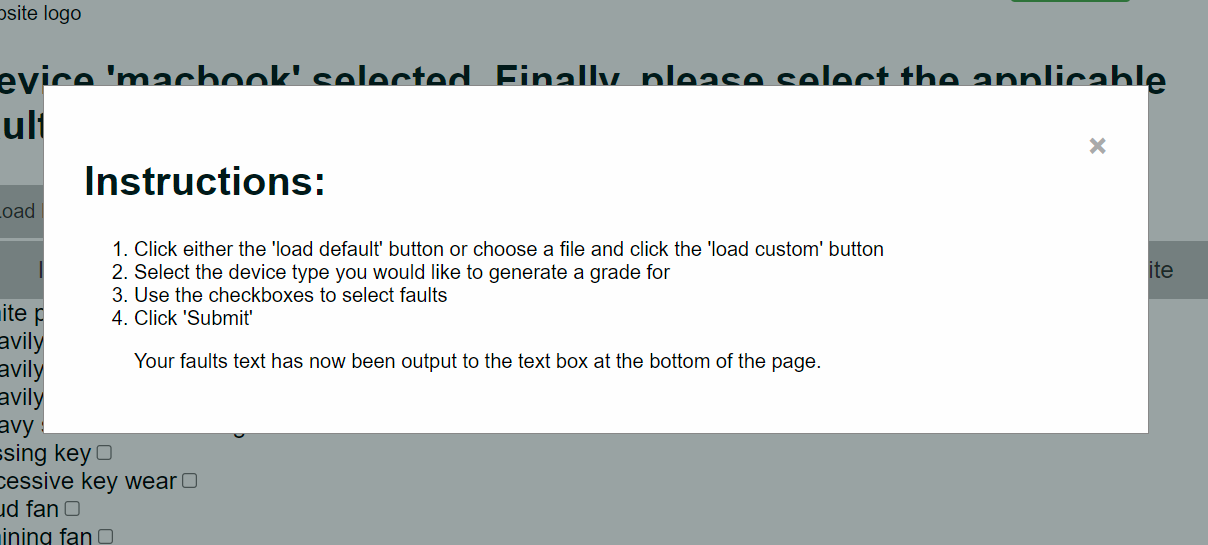 site logo
evice 'macbook' selected. Finally, please select the applicable
ult
×
Instructions:
oad
1. Click either the 'load default' button or choose a file and click the 'load custom' button
2. Select the device type you would like to generate a grade for
ite
3. Use the checkboxes to select faults
4. Click 'Submit'
ite p
avily
Your faults text has now been output to the text box at the bottom of the page.
avily
avily
avy s
ssing key
cessive key wear
ud fan
ining fan